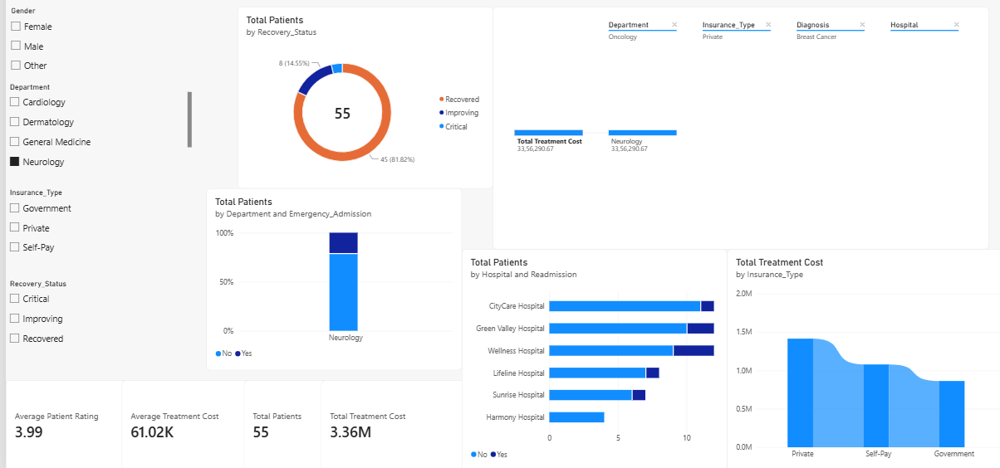 Gender
Female
Male
Other
Department
Cardiology
Dermatology
General Medicine
Neurology
Insurance_Type
Government
Private
Self-Pay
Recovery_Status
Critical
Improving
Recovered
Total Patients
by Recovery_Status
8 (14.55%)
55
45 (81.82%)
Recovered
Improving
Critical
Department
Oncology
Insurance_Type
Private
Diagnosis
Breast Cancer
Hospital
Total Treatment Cost
33,56,290.67
Neurology
33,56,290.67
Total Patients
by Department and Emergency_Admission
100%
50%
0%
Neurology
No Yes
Total Patients
by Hospital and Readmission
CityCare Hospital
Green Valley Hospital
Wellness Hospital
Lifeline Hospital
Sunrise Hospital
Harmony Hospital
0 5 10
No Yes
Total Treatment Cost
by Insurance_Type
2.0M
1.5M
1.0M
0.5M
0.0M
Private Self-Pay Government
Average Patient Rating
3.99
Average Treatment Cost
61.02K
Total Patients
55
Total Treatment Cost
3.36M